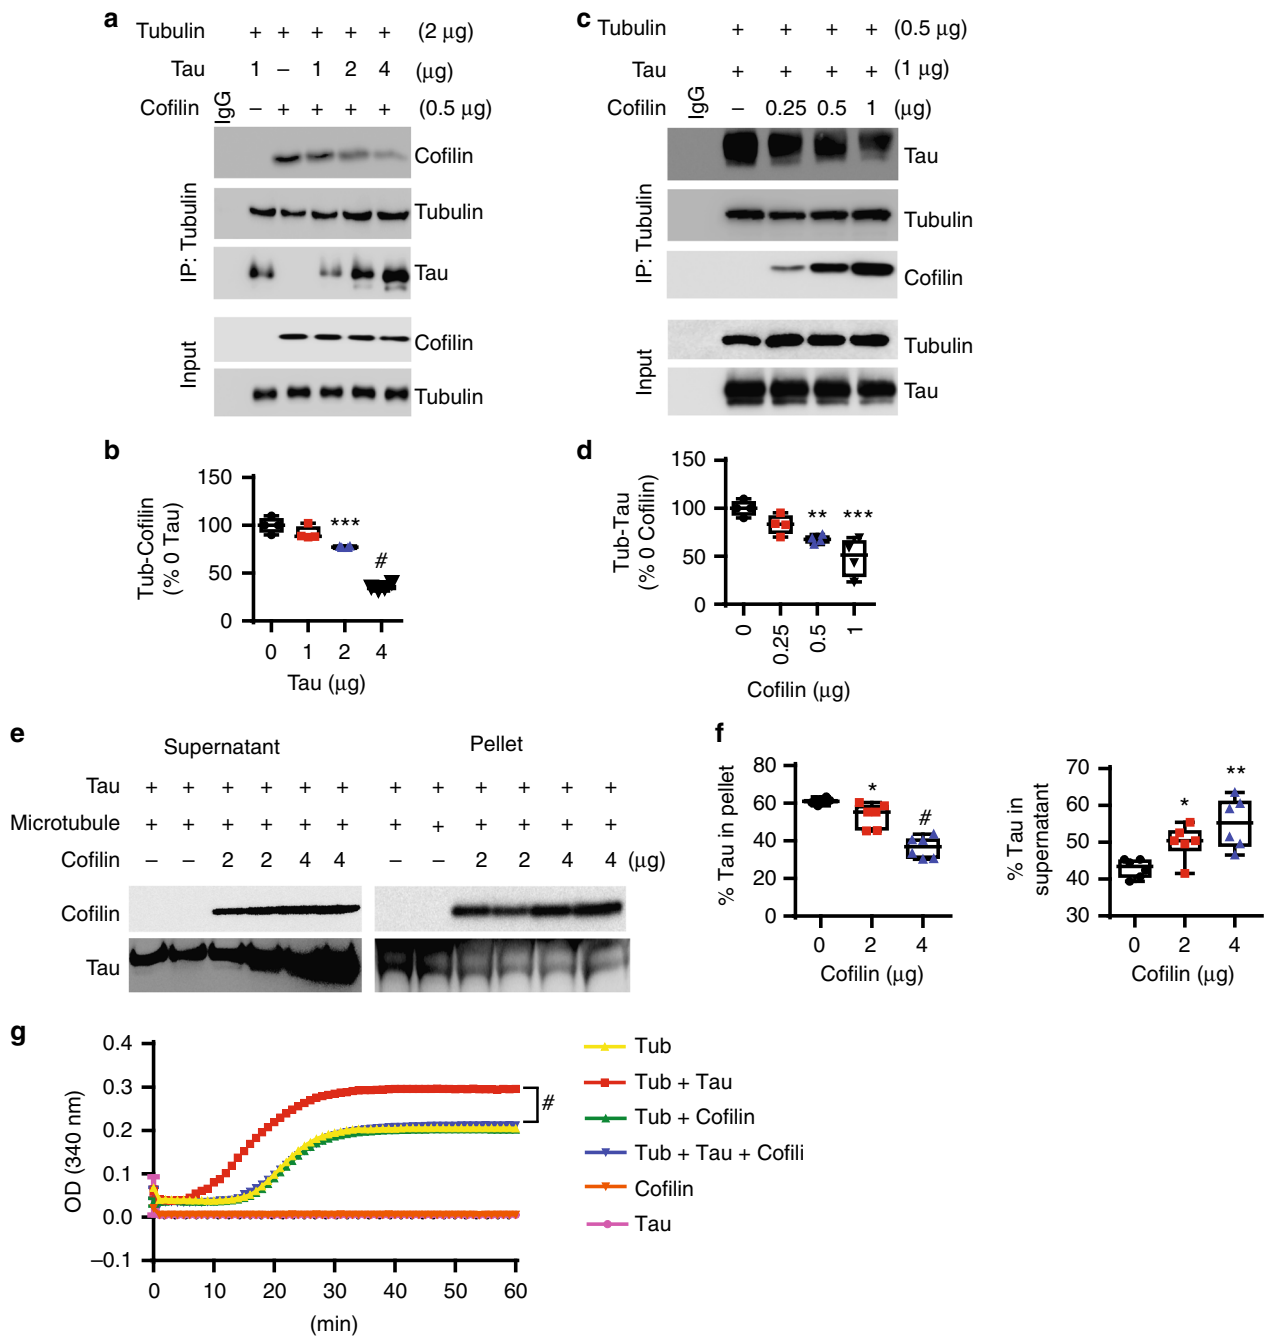 a
Tubulin + + + + + (2 µg)
Tau 1 – 1 2 4 (µg)
Cofilin IgG – + + + + (0.5 µg)
IP: Tubulin
Cofilin
Tubulin
Tau
Input
Cofilin
Tubulin
c
Tubulin + + + + (0.5 µg)
Tau + + + + (1 µg)
Cofilin IgG – 0.25 0.5 1 (µg)
IP: Tubulin
Tau
Tubulin
Cofilin
Input
Tubulin
Tau
b
Tub-Cofilin
(% 0 Tau)
150
100
50
0
***
#
0 1 2 4
Tau (µg)
d
Tub-Tau
(% 0 Cofilin)
150
100
50
0
** ***
0 0.25 0.5 1
Cofilin (µg)
e
Supernatant Pellet
Tau + + + + + + + + + + + +
Microtubule + + + + + + + + + + + +
Cofilin – – 2 2 4 4 – – 2 2 4 4 (µg)
Cofilin
Tau
f
% Tau in pellet
80
60
40
20
0
*
#
0 2 4
Cofilin (µg)
% Tau in
supernatant
70
60
50
40
30
*
**
0 2 4
Cofilin (µg)
g
OD (340 nm)
0.4
0.3
0.2
0.1
0.0
–0.1
#
0 10 20 30 40 50 60
(min)
Tub
Tub + Tau
Tub + Cofilin
Tub + Tau + Cofili
Cofilin
Tau